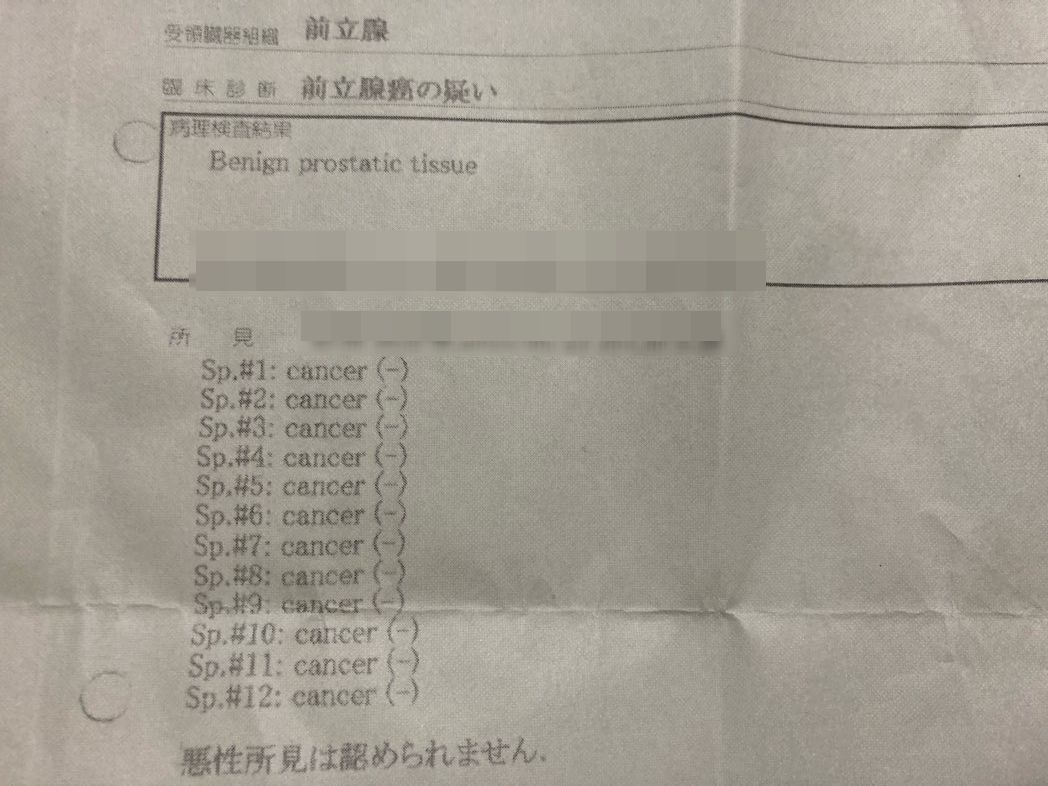 受領臓器組織 前立腺
臨床診断 前立腺癌の疑い
病理検査結果
Benign prostatic tissue
所見
Sp.#1: cancer (-)
Sp.#2: cancer (-)
Sp.#3: cancer (-)
Sp.#4: cancer (-)
Sp.#5: cancer (-)
Sp.#6: cancer (-)
Sp.#7: cancer (-)
Sp.#8: cancer (-)
Sp.#9: cancer (-)
Sp.#10: cancer (-)
Sp.#11: cancer (-)
Sp.#12: cancer (-)
悪性所見は認められません.